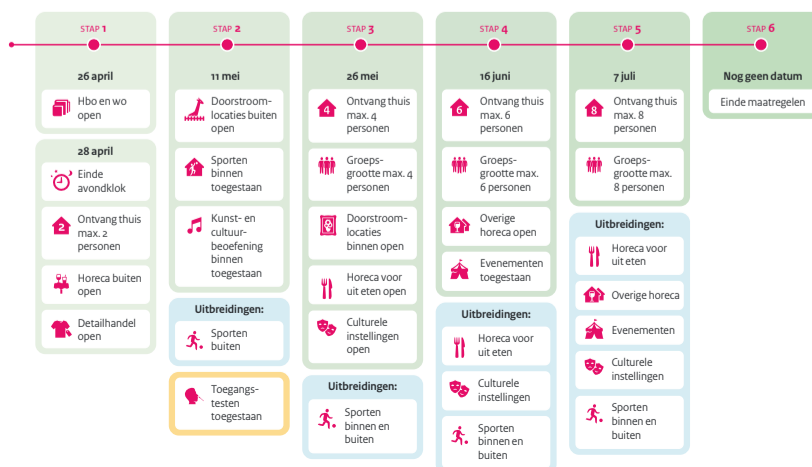 STAP 1
26 april
Hbo en wo
open
28 april
Einde
avondklok
2
Ontvang thuis
max. 2
personen
Horeca buiten
open
Detailhandel
open
STAP 2
11 mei
Doorstroom-
locaties buiten
open
Sporten
binnen
toegestaan
Kunst- en
cultuur-
beoefening
binnen
toegestaan
Uitbreidingen:
Sporten
buiten
Toegangs-
testen
toegestaan
STAP 3
26 mei
4
Ontvang thuis
max. 4
personen
Groeps-
grootte max. 4
personen
Doorstroom-
locaties
binnen open
Horeca voor
uit eten open
Culturele
instellingen
open
Uitbreidingen:
Sporten
binnen en
buiten
STAP 4
16 juni
6
Ontvang thuis
max. 6
personen
Groeps-
grootte max.
6 personen
Overige
horeca open
Evenementen
toegestaan
Uitbreidingen:
Horeca voor
uit eten
Culturele
instellingen
Sporten
binnen en
buiten
STAP 5
7 juli
8
Ontvang thuis
max. 8
personen
Groeps-
grootte max.
8 personen
Uitbreidingen:
Horeca voor
uit eten
Overige horeca
Evenementen
Culturele
instellingen
Sporten
binnen en
buiten
STAP 6
Nog geen datum
Einde maatregelen